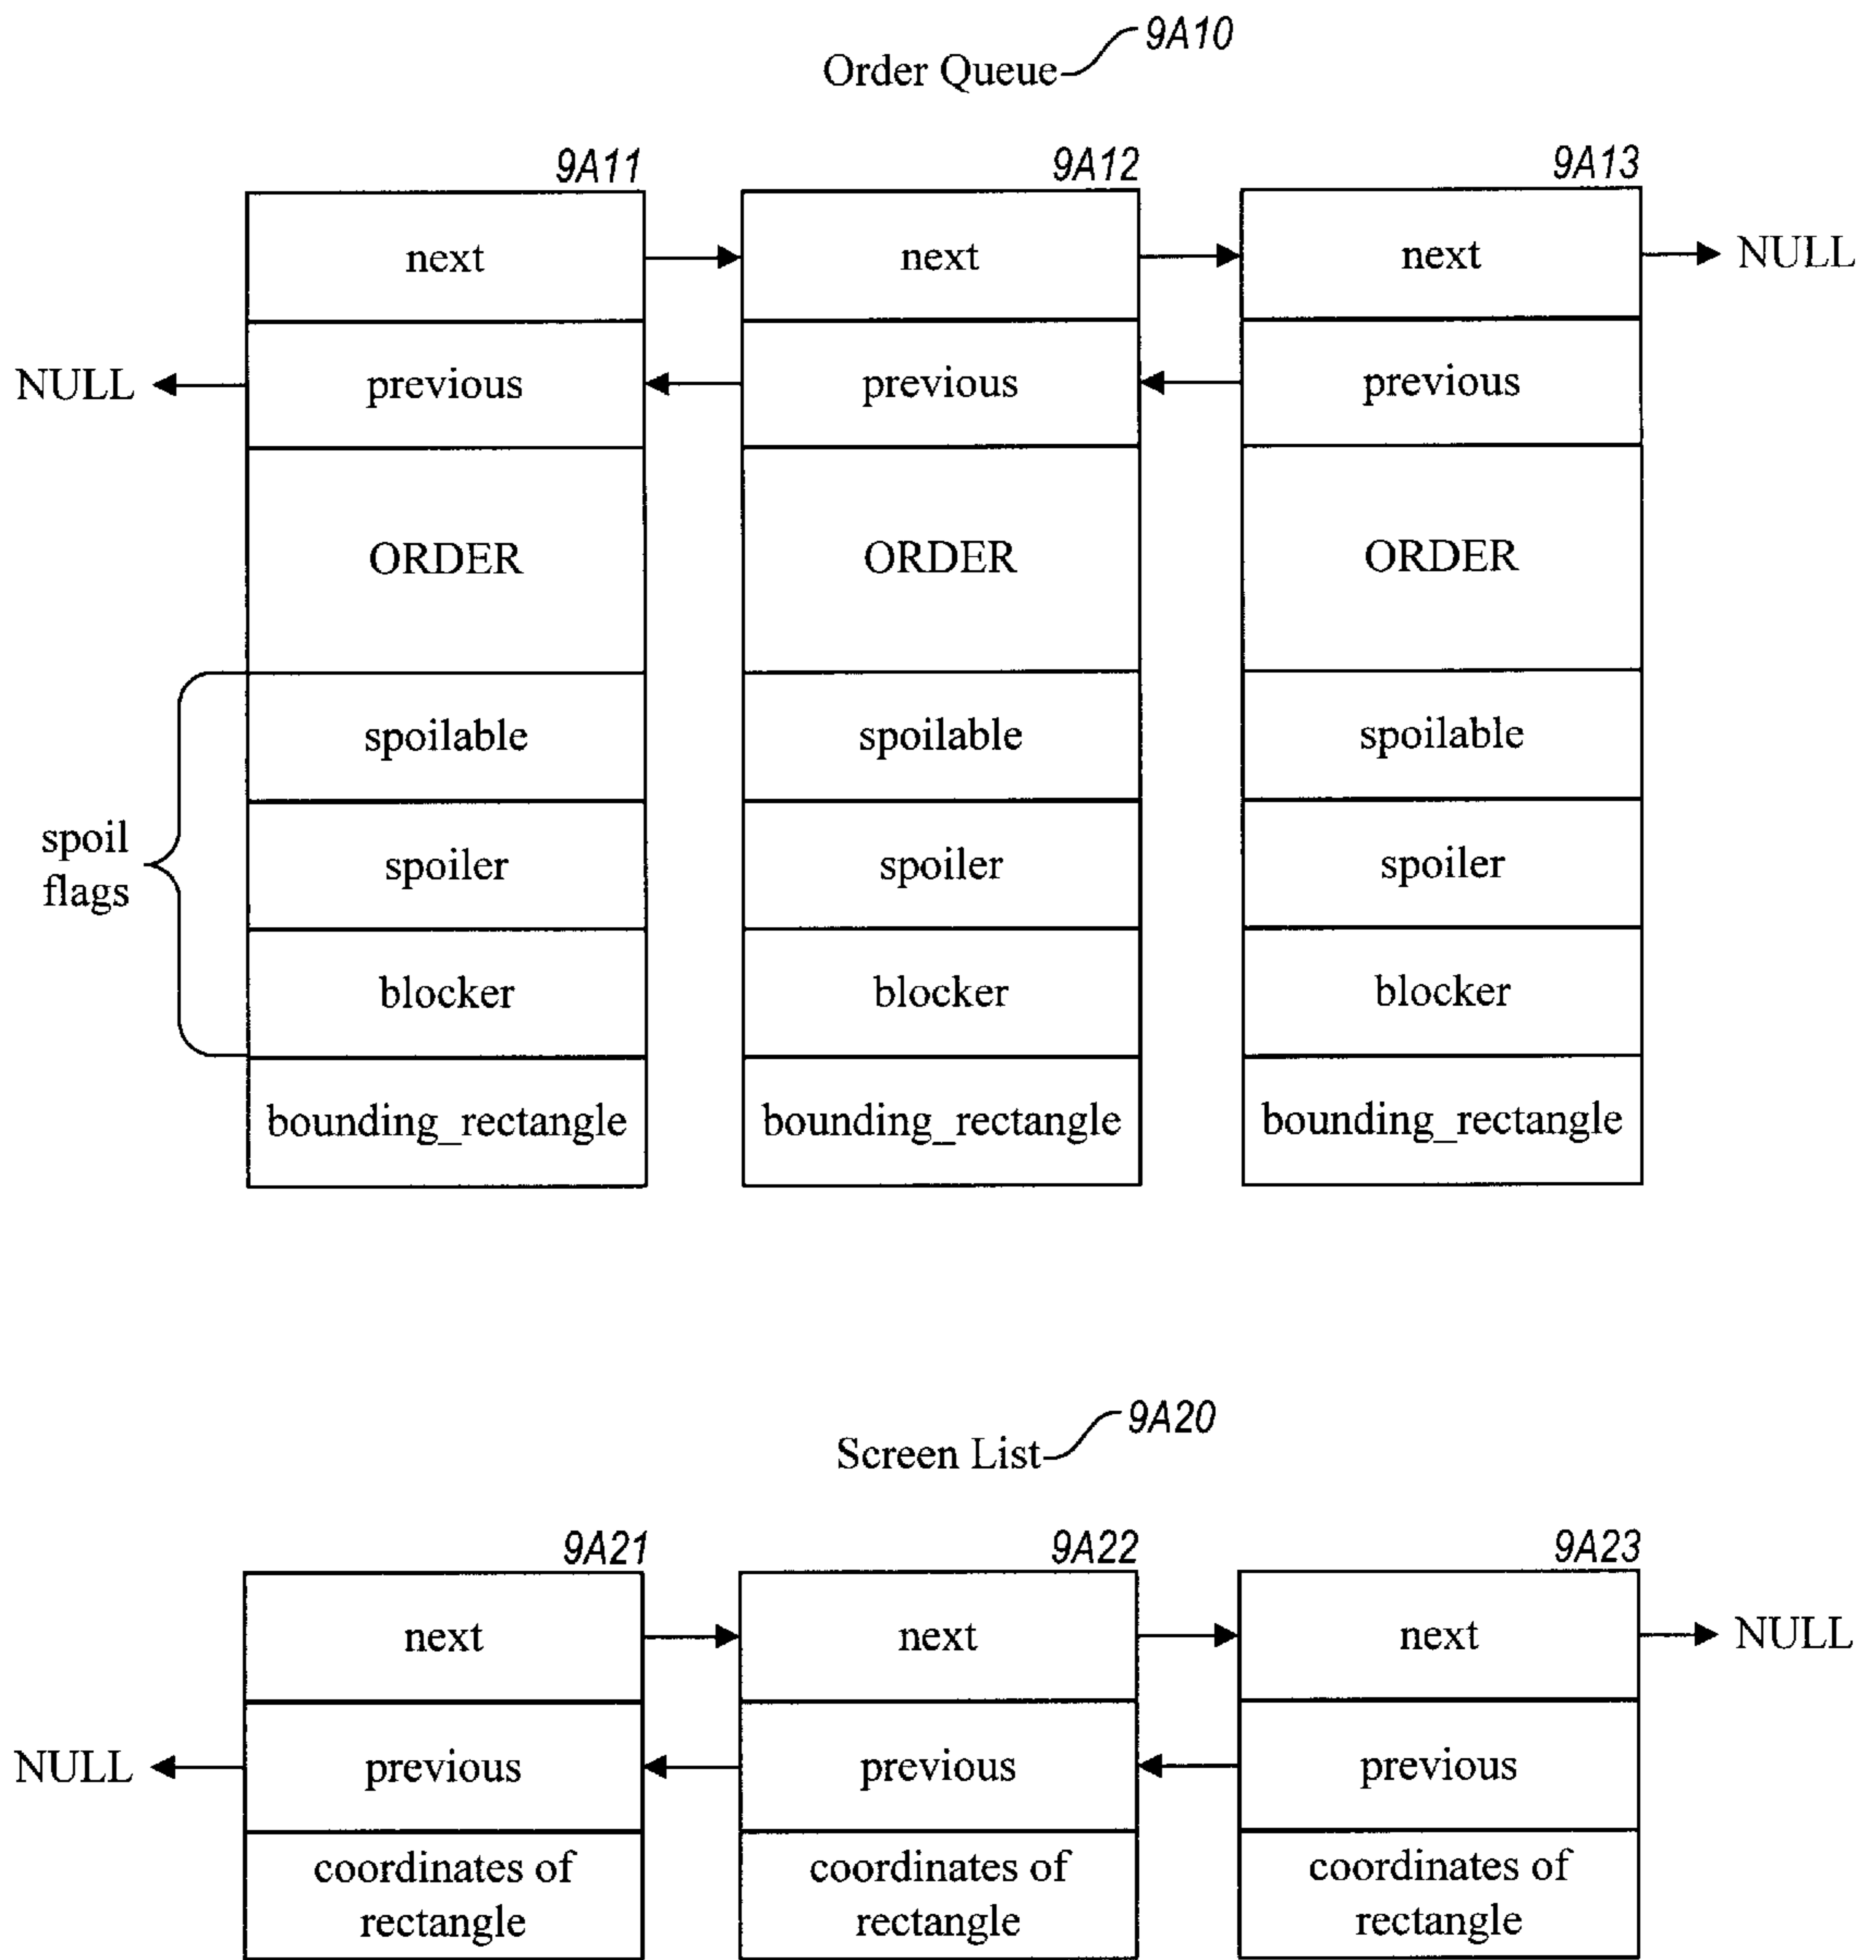 9A10
Order Queue
9A11 9A12 9A13
next next next NULL
NULL previous previous previous
ORDER ORDER ORDER
spoilable spoilable spoilable
spoil
flags
spoiler spoiler spoiler
blocker blocker blocker
bounding_rectangle bounding_rectangle bounding_rectangle
9A20
Screen List
9A21 9A22 9A23
next next next NULL
NULL previous previous previous
coordinates of coordinates of coordinates of
rectangle rectangle rectangle